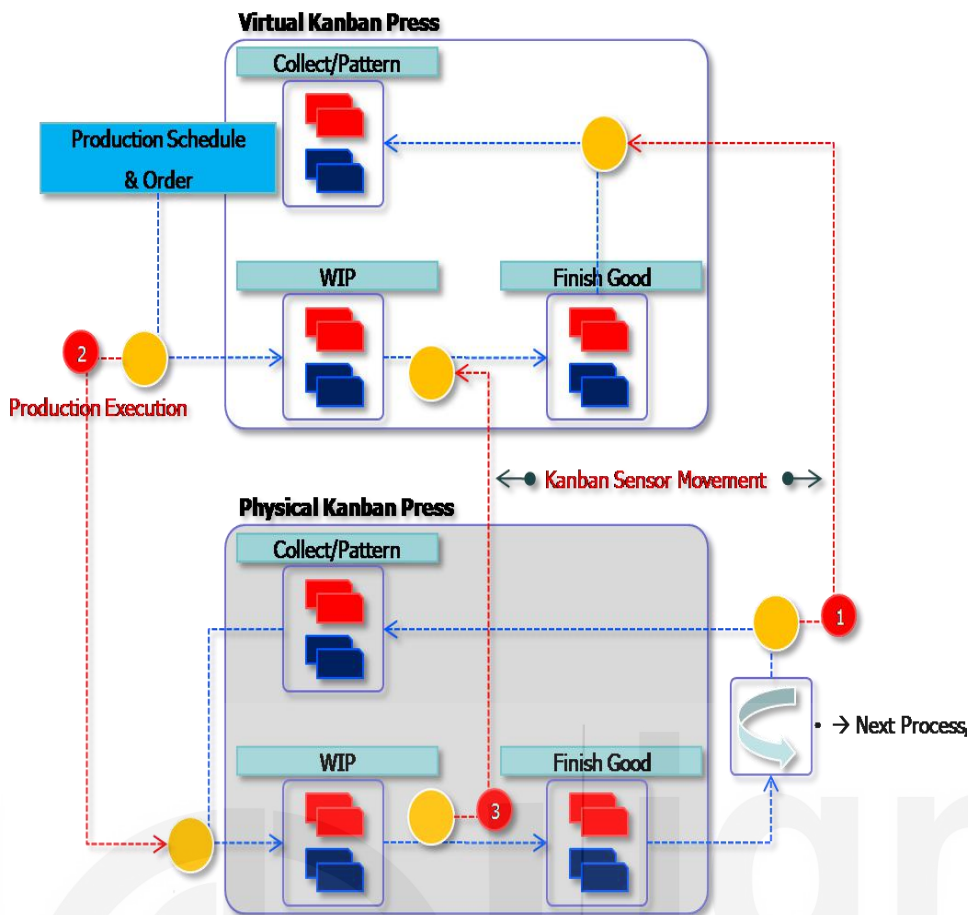 Virtual Kanban Press
Collect/Pattern
Production Schedule
& Order
WIP
Finish Good
2
Production Execution
Kanban Sensor Movement
Physical Kanban Press
Collect/Pattern
1
• → Next Process,
WIP
Finish Good
3